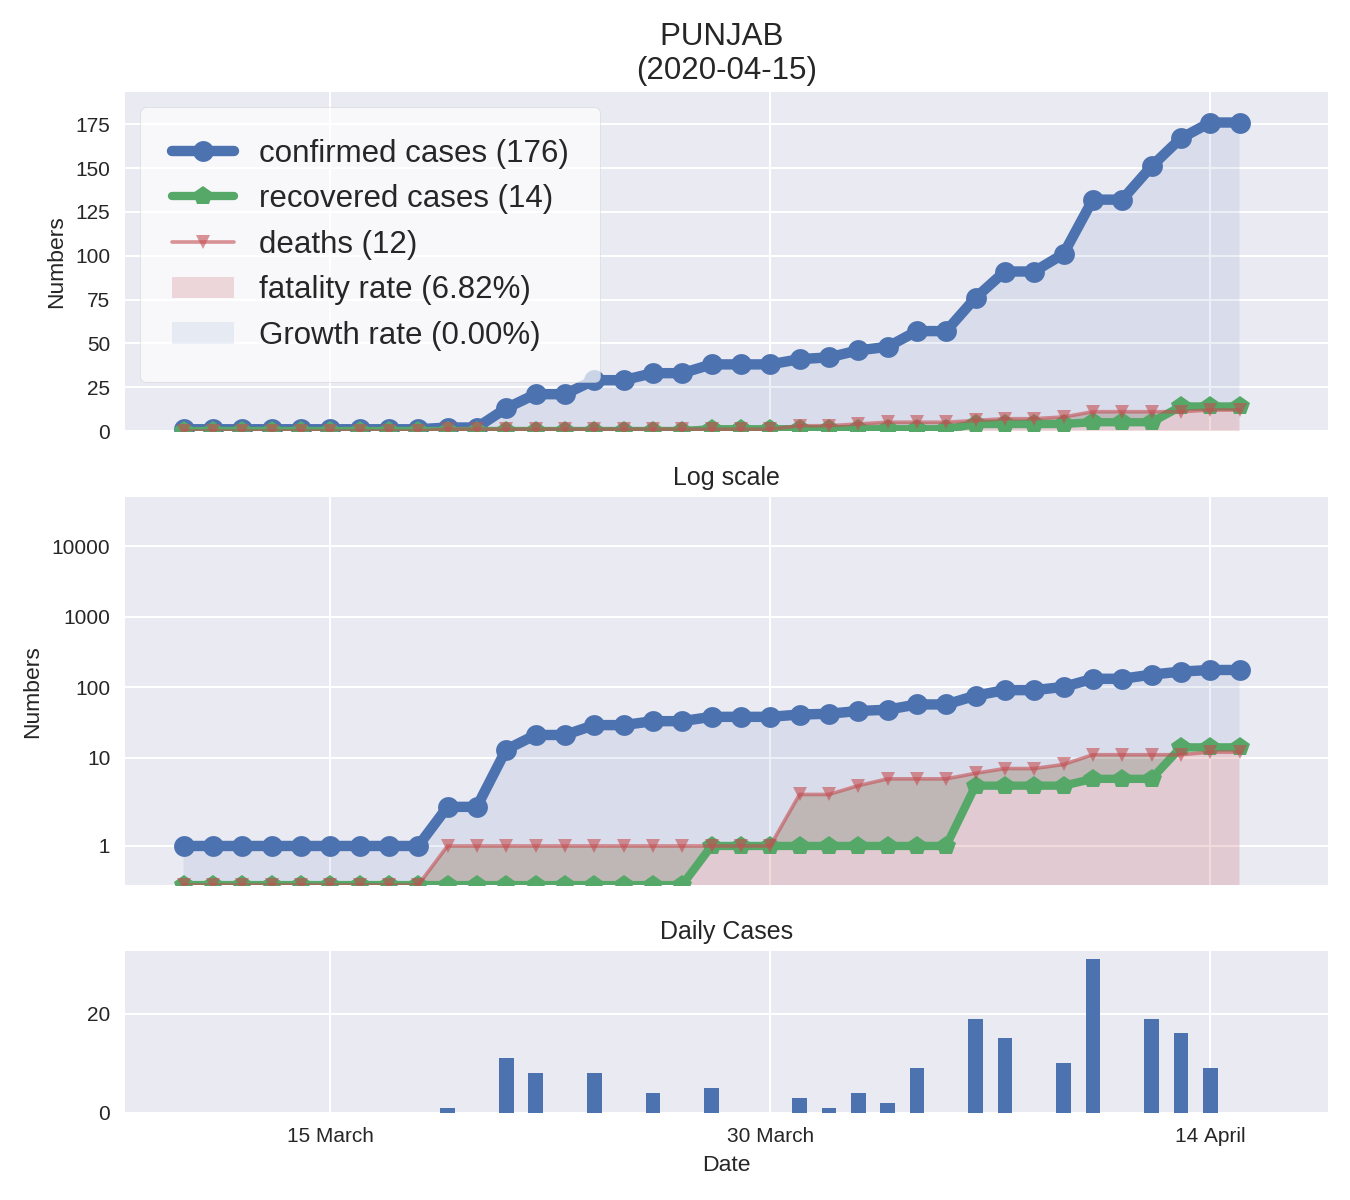 PUNJAB
(2020-04-15)
175
150
125
100
75
50
25
0
Numbers
confirmed cases (176)
recovered cases (14)
deaths (12)
fatality rate (6.82%)
Growth rate (0.00%)
Log scale
10000
1000
100
10
1
Numbers
Daily Cases
20
0
15 March
30 March
14 April
Date